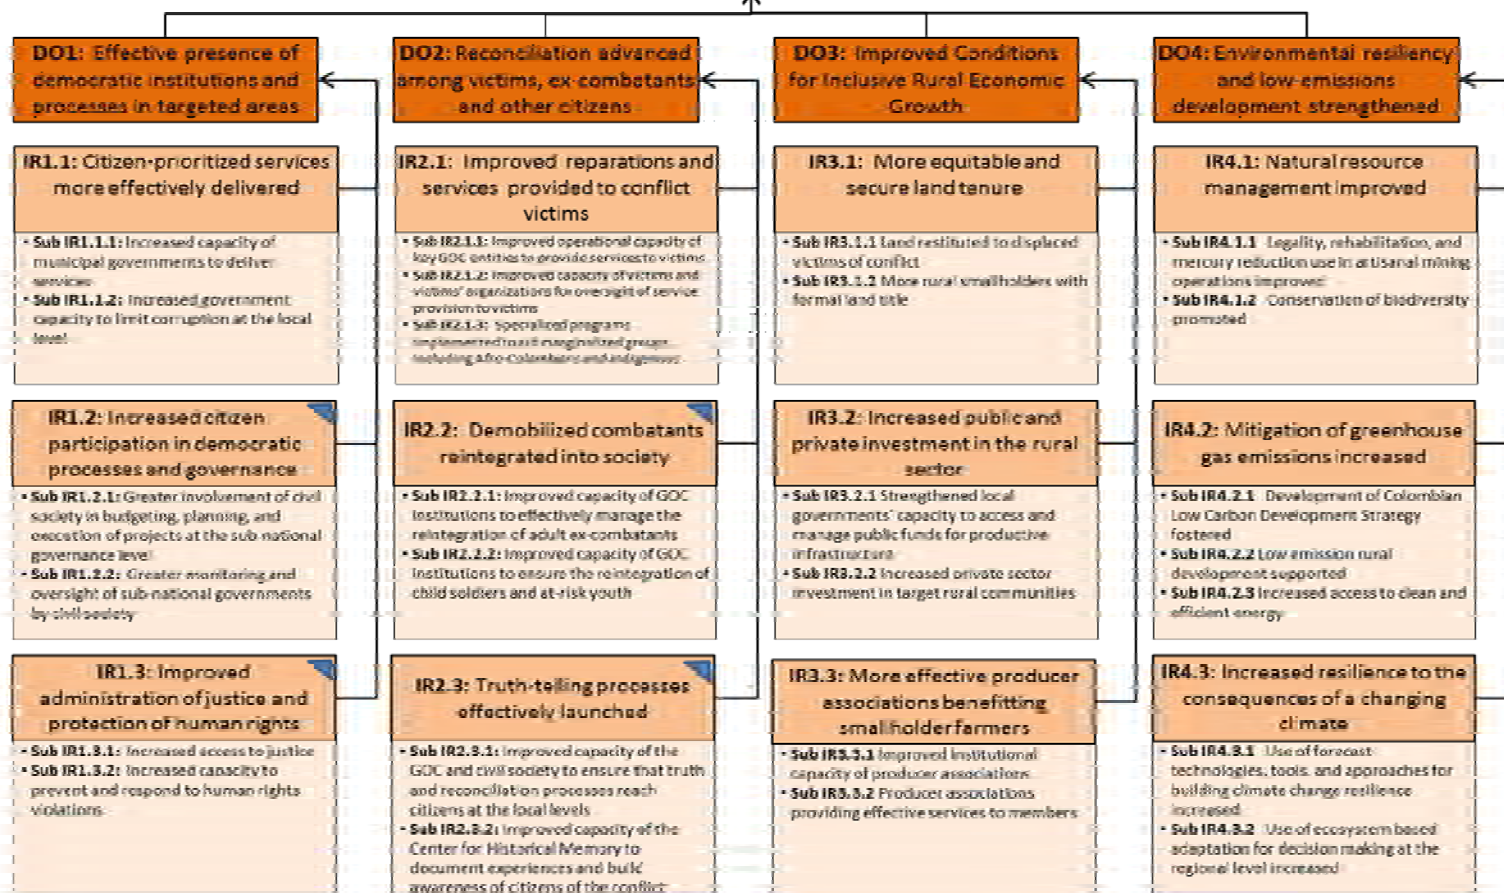 DO1: Effective presence of
democratic institutions and
processes in targeted areas
IR1.1: Citizen-prioritized services
more effectively delivered
• Sub IR1.1.1: Increased capacity of
municipal governments to deliver
services
• Sub IR1.1.2: Increased government
capacity to limit corruption at the local
level
IR1.2: Increased citizen
participation in democratic
processes and governance
• Sub IR1.2.1: Greater involvement of civil
society in budgeting, planning, and
execution of projects at the sub-national
governance level
• Sub IR1.2.2: Greater monitoring and
oversight of sub-national governments
by civil society
IR1.3: Improved
administration of justice and
protection of human rights
• Sub IR1.3.1: Increased access to justice
• Sub IR1.3.2: Increased capacity to
prevent and respond to human rights
violations
DO2: Reconciliation advanced
among victims, ex-combatants
and other citizens
IR2.1: Improved reparations and
services provided to conflict
victims
• Sub IR2.1.1: Improved operational capacity of
key GOC entities to provide services to victims
• Sub IR2.1.2: Improved capacity of victims and
victims' organizations for oversight of service
provision to victims
• Sub IR2.1.3: Specialized programs
implemented to aid marginalized groups
including Afro-Colombians and indigenous
IR2.2: Demobilized combatants
reintegrated into society
• Sub IR2.2.1: Improved capacity of GOC
institutions to effectively manage the
reintegration of adult ex-combatants
• Sub IR2.2.2: Improved capacity of GOC
institutions to ensure the reintegration of
child soldiers and at-risk youth
IR2.3: Truth-telling processes
effectively launched
• Sub IR2.3.1: Improved capacity of the
GOC and civil society to ensure that truth
and reconciliation processes reach
citizens at the local levels
• Sub IR2.3.2: Improved capacity of the
Center for Historical Memory to
document experiences and build
awareness of citizens of the conflict
DO3: Improved Conditions
for Inclusive Rural Economic
Growth
IR3.1: More equitable and
secure land tenure
• Sub IR3.1.1 Land restituted to displaced
victims of conflict
• Sub IR3.1.2 More rural smallholders with
formal land title
IR3.2: Increased public and
private investment in the rural
sector
• Sub IR3.2.1 Strengthened local
governments' capacity to access and
manage public funds for productive
infrastructure
• Sub IR3.2.2 Increased private sector
investment in target rural communities
IR3.3: More effective producer
associations benefitting
smallholder farmers
• Sub IR3.3.1 Improved institutional
capacity of producer associations
• Sub IR3.3.2 Producer associations
providing effective services to members
DO4: Environmental resiliency
and low-emissions
development strengthened
IR4.1: Natural resource
management improved
• Sub IR4.1.1 Legality, rehabilitation, and
mercury reduction use in artisanal mining
operations improved
• Sub IR4.1.2 Conservation of biodiversity
promoted
IR4.2: Mitigation of greenhouse
gas emissions increased
• Sub IR4.2.1 Development of Colombian
Low Carbon Development Strategy
fostered
• Sub IR4.2.2 Low emission rural
development supported
• Sub IR4.2.3 Increased access to clean and
efficient energy
IR4.3: Increased resilience to the
consequences of a changing
climate
• Sub IR4.3.1 Use of forecast
technologies, tools, and approaches for
building climate change resilience
increased
• Sub IR4.3.2 Use of ecosystem based
adaptation for decision making at the
regional level increased